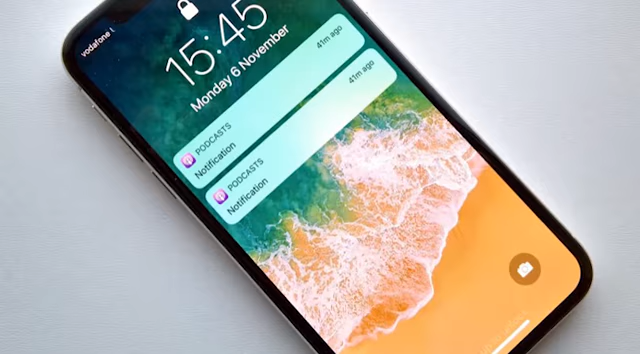 vodafone
15:45
Monday 6 November
PODCASTS
41m ago
Notification
PODCASTS
41m ago
Notification